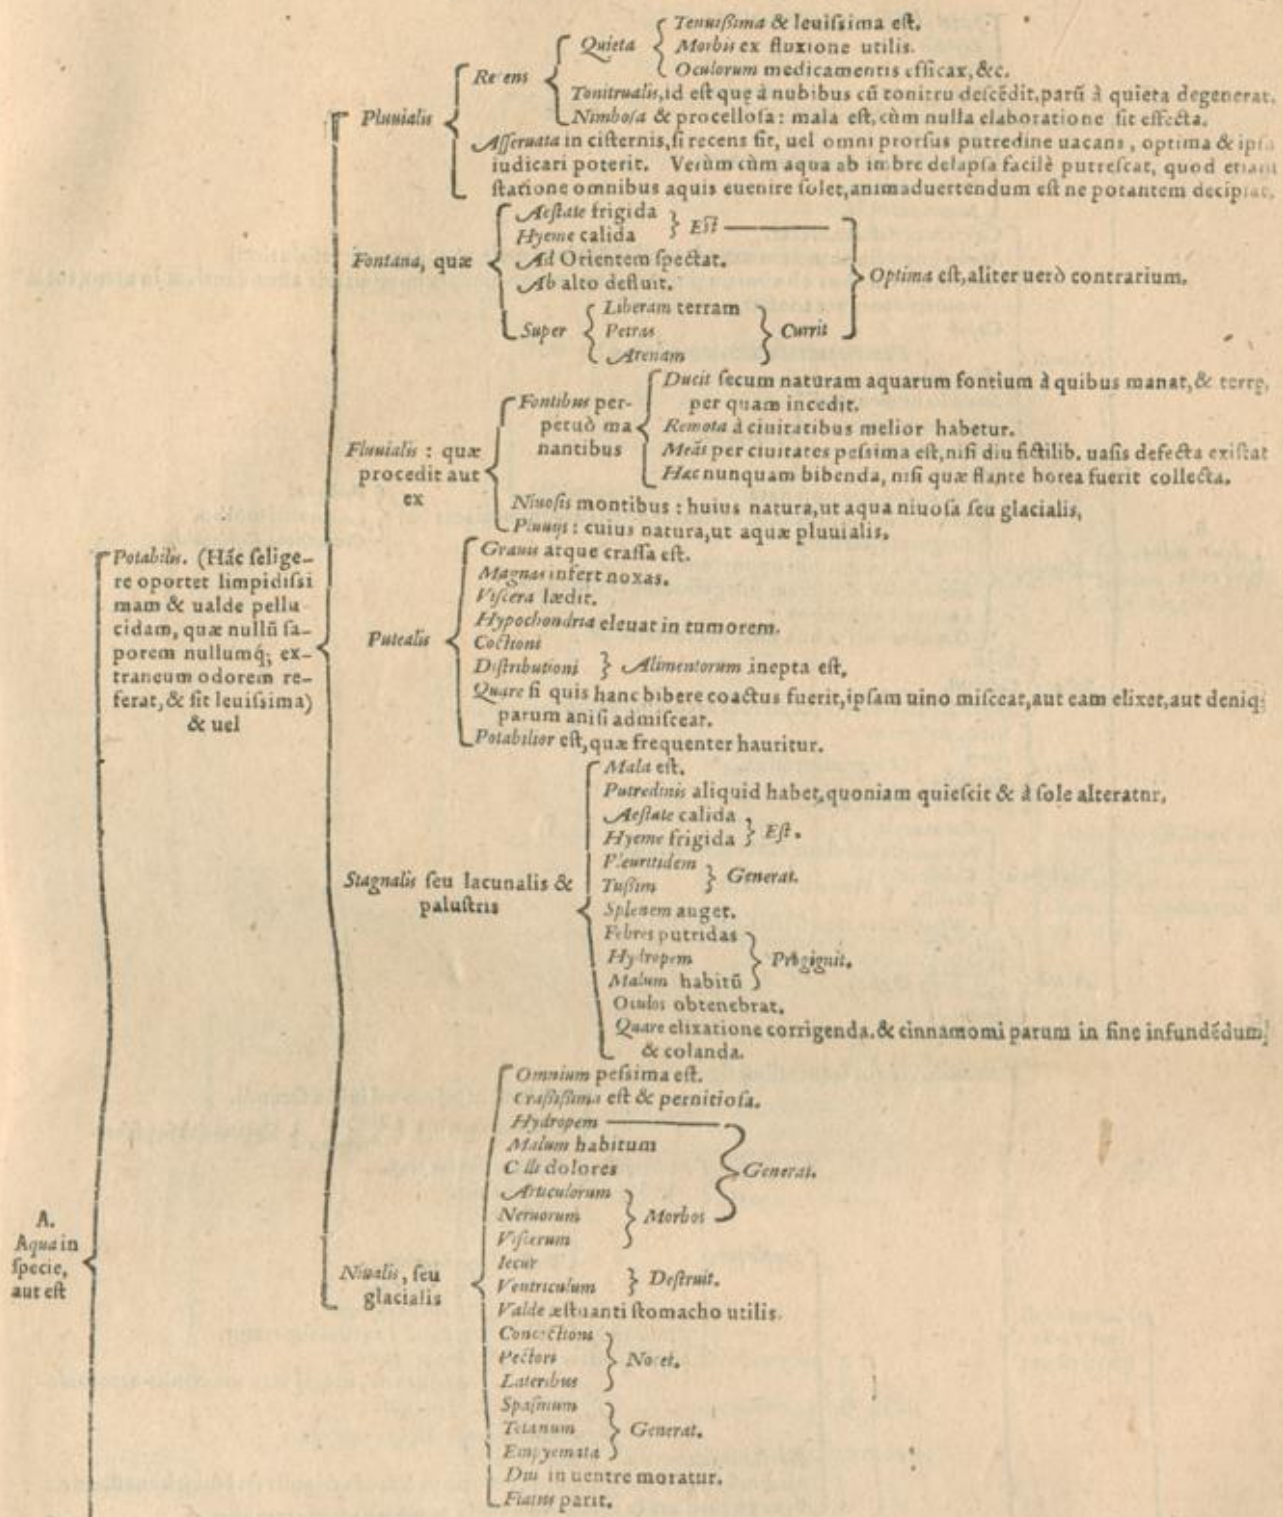 Tenuißima & leuiſsima eſt.
Quieta
Morbis ex fluxione utilis.
Oculorum medicamentis efficax, &c.
Recens
Tonitrualis, id eſt quę à nubibus cũ tonitru deſcẽdit, parũ à quieta degenerat.
Nimboſa & procelloſa: mala eſt, cùm nulla elaboratione ſit effecta.
Pluuialis
Aſſeruata in ciſternis, ſi recens ſit, uel omni prorſus putredine uacans, optima & ipſa
iudicari poterit. Verùm cùm aqua ab imbre delapſa facilè putreſcat, quod etiam
ſtatione omnibus aquis euenire ſolet, animaduertendum eſt ne potantem decipiat.
Aeſtate frigida
Hyeme calida
Eſt
Fontana, quæ
Ad Orientem ſpectat.
Ab alto defluit.
Optima eſt, aliter uerò contrarium.
Super
Liberam terram
Petras
Arenam
Currit
Fluuialis: quæ
procedit aut
ex
Fontibus per-
petuò ma
nantibus
Ducit ſecum naturam aquarum fontium à quibus manat, & terrę,
per quam incedit.
Remota à ciuitatibus melior habetur.
Meãs per ciuitates peſsima eſt, niſi diu fictilib. uaſis defecta exiſtat
Hæc nunquam bibenda, niſi quæ flante borea fuerit collecta.
Niuoſis montibus: huius natura, ut aqua niuoſa ſeu glacialis,
Pluuijs: cuius natura, ut aquæ pluuialis.
Potabilis. (Hãc ſelige-
re oportet limpidiſsi
mam & ualde pellu
cidam, quæ nullũ ſa-
porem nullumq; ex-
traneum odorem re-
ferat, & ſit leuiſsima)
& uel
Putealis
Grauis atque craſſa eſt.
Magnas infert noxas.
Viſcera lædit.
Hypochondria eleuat in tumorem.
Coctioni
Diſtributioni
Alimentorum inepta eſt.
Quare ſi quis hanc bibere coactus fuerit, ipſam uino miſceat, aut eam elixet, aut deniq;
parum aniſi admiſceat.
Potabilior eſt, quæ frequenter hauritur.
Stagnalis ſeu lacunalis &
paluſtris
Mala eſt.
Putredinis aliquid habet, quoniam quieſcit & à ſole alteratur.
Aeſtate calida
Hyeme frigida
Eſt.
Pleuritidem
Tußim
Generat.
Splenem auget.
Febres putridas
Hydropem
Malum habitũ
Progignit.
Oculos obtenebrat.
Quare elixatione corrigenda. & cinnamomi parum in fine infundẽdum,
& colanda.
A.
Aqua in
ſpecie,
aut eſt
Niualis, ſeu
glacialis
Omnium peſsima eſt.
Craßißima eſt & pernitioſa.
Hydropem
Malum habitum
dolores
Generat.
Articulorum
Neruorum
Viſcerum
Morbos
Iecur
Ventriculum
Deſtruit.
Valde æſtuanti ſtomacho utilis.
Concoctioni
Pectori
Lateribus
Nocet.
Spaſmum
Tetanum
Empyemata
Generat.
Diu in uentre moratur.
Flatus parit.